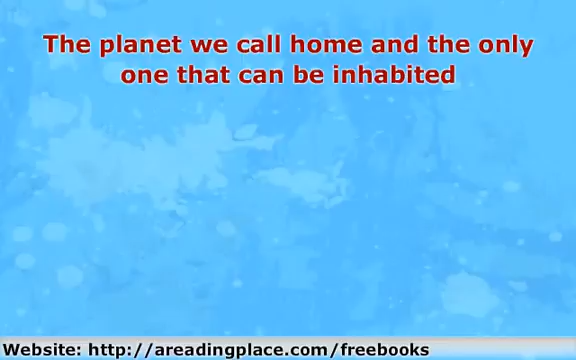 The planet we call home and the only
one that can be inhabited
Website: http://areadingplace.com/freebooks